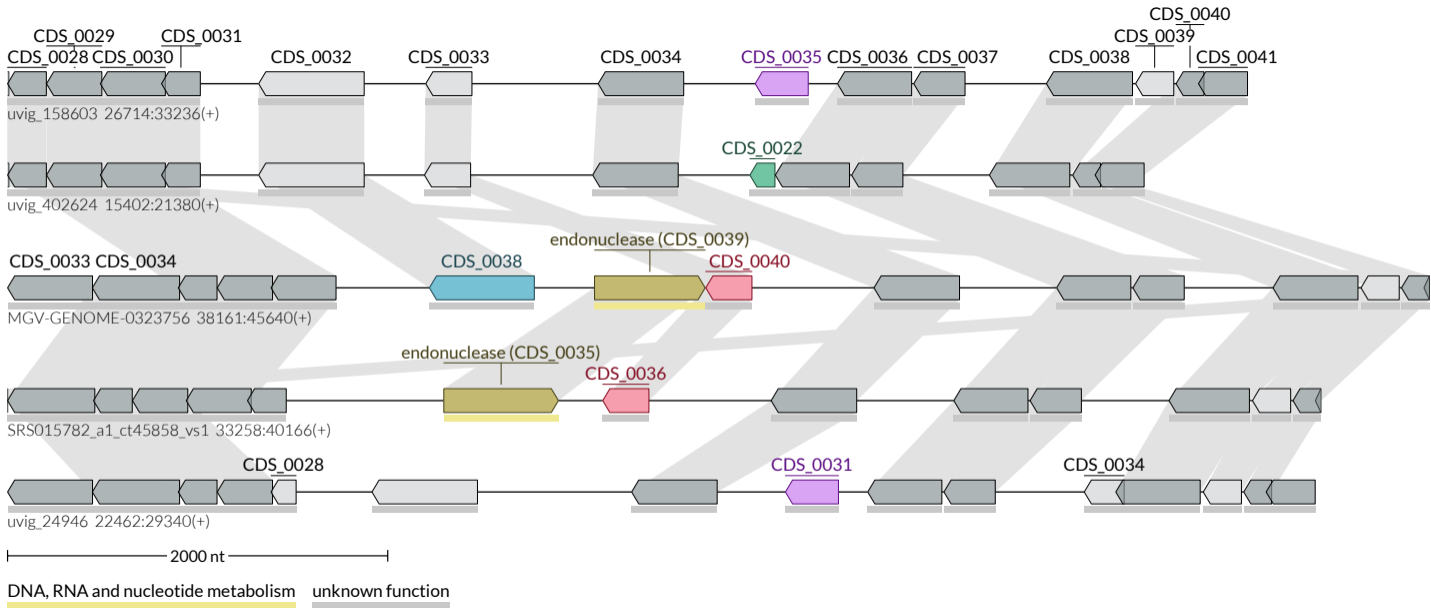 CDS_0040
CDS_0029 CDS_0031 CDS_0039
CDS_0028 CDS_0030 CDS_0032 CDS_0033 CDS_0034 CDS_0035 CDS_0036 CDS_0037 CDS_0038 CDS_0041
uvig_158603 26714:33236(+)
CDS_0022
uvig_402624 15402:21380(+)
endonuclease (CDS_0039)
CDS_0033 CDS_0034 CDS_0038 CDS_0040
MGV-GENOME-0323756 38161:45640(+)
endonuclease (CDS_0035)
CDS_0036
SRS015782_a1_ct45858_vs1 33258:40166(+)
CDS_0028 CDS_0031 CDS_0034
uvig_24946 22462:29340(+)
2000 nt
DNA, RNA and nucleotide metabolism unknown function